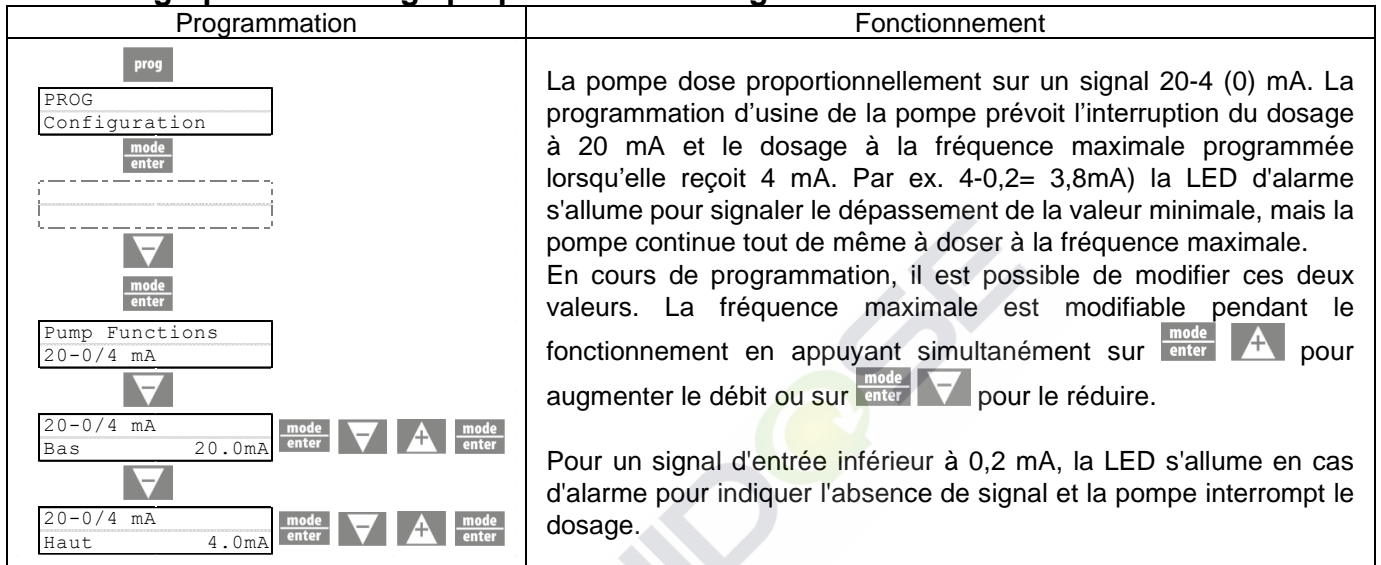 Programmation
Fonctionnement
prog
PROG
Configuration
mode
enter
mode
enter
Pump Functions
20-0/4 mA
20-0/4 mA
Bas 20.0mA
mode
enter
mode
enter
20-0/4 mA
Haut 4.0mA
mode
enter
mode
enter
La pompe dose proportionnellement sur un signal 20-4 (0) mA. La
programmation d’usine de la pompe prévoit l’interruption du dosage
à 20 mA et le dosage à la fréquence maximale programmée
lorsqu’elle reçoit 4 mA. Par ex. 4-0,2= 3,8mA) la LED d'alarme
s'allume pour signaler le dépassement de la valeur minimale, mais la
pompe continue tout de même à doser à la fréquence maximale.
En cours de programmation, il est possible de modifier ces deux
valeurs. La fréquence maximale est modifiable pendant le
fonctionnement en appuyant simultanément sur mode enter + pour
augmenter le débit ou sur mode enter - pour le réduire.
Pour un signal d'entrée inférieur à 0,2 mA, la LED s'allume en cas
d'alarme pour indiquer l'absence de signal et la pompe interrompt le
dosage.